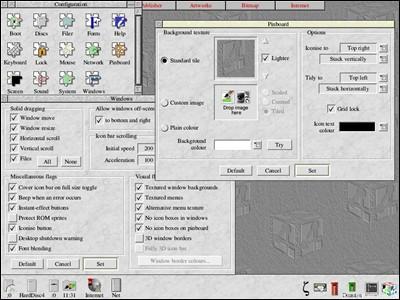 Configuration
Publisher
Artworks
Bitmap
Internet
Boot
Discs
Filer
Form
Help
Keyboard
Lock
Mouse
Network
Pinboard
Screen
Sound
System
Windows
Pinboard
Background texture
Standard tile
Lighter
Custom image
Drop image here
Scaled
Centred
Tiled
Plain colour
Background colour
Try
Options
Iconise to
Top right
Stack vertically
Tidy to
Top left
Stack horizontally
Grid lock
Icon text colour
Default
Cancel
Set
Windows
Solid dragging
Window move
Window resize
Horizontal scroll
Vertical scroll
Files
All
None
Allow windows off-screen
to bottom and right
Icon bar scrolling
Initial speed
200
Acceleration
100
Miscellaneous flags
Cover icon bar on full size toggle
Beep when an error occurs
Instant-effect buttons
Protect ROM sprites
Iconise button
Desktop shutdown warning
Font blending
Default
Cancel
Set
Visual
Textured window backgrounds
Textured menus
Alternative menu texture
No icon boxes in windows
No icon boxes on pinboard
3D window borders
Fully 3D icon bar
Window border colours...
:0
HardDisc4
:0
11:31
Internet
Net